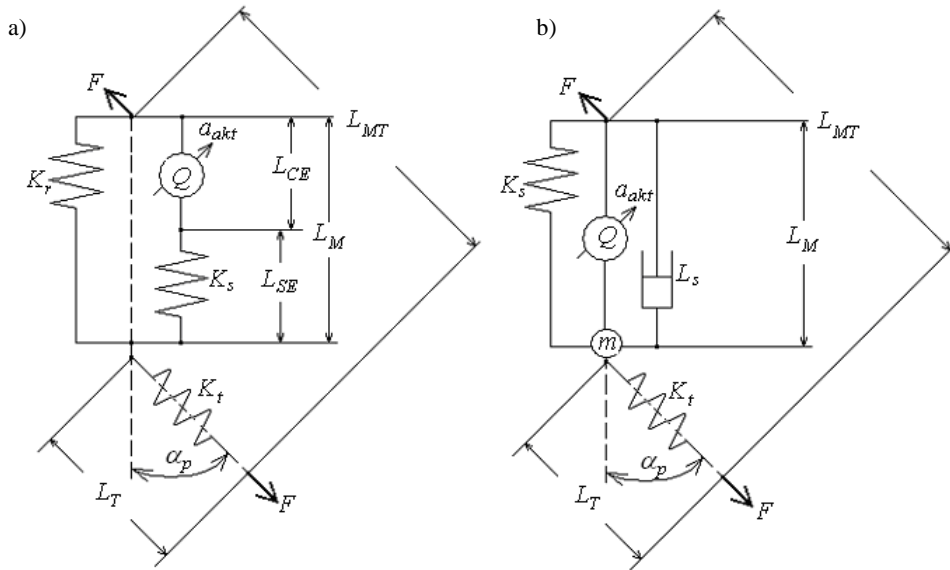 a)
F
L_MT
a_akt
Q
K_r
L_CE
L_M
K_s
L_SE
K_t
α_p
L_T
F
b)
F
L_MT
K_s
a_akt
Q
L_M
L_s
m
K_t
α_p
L_T
F